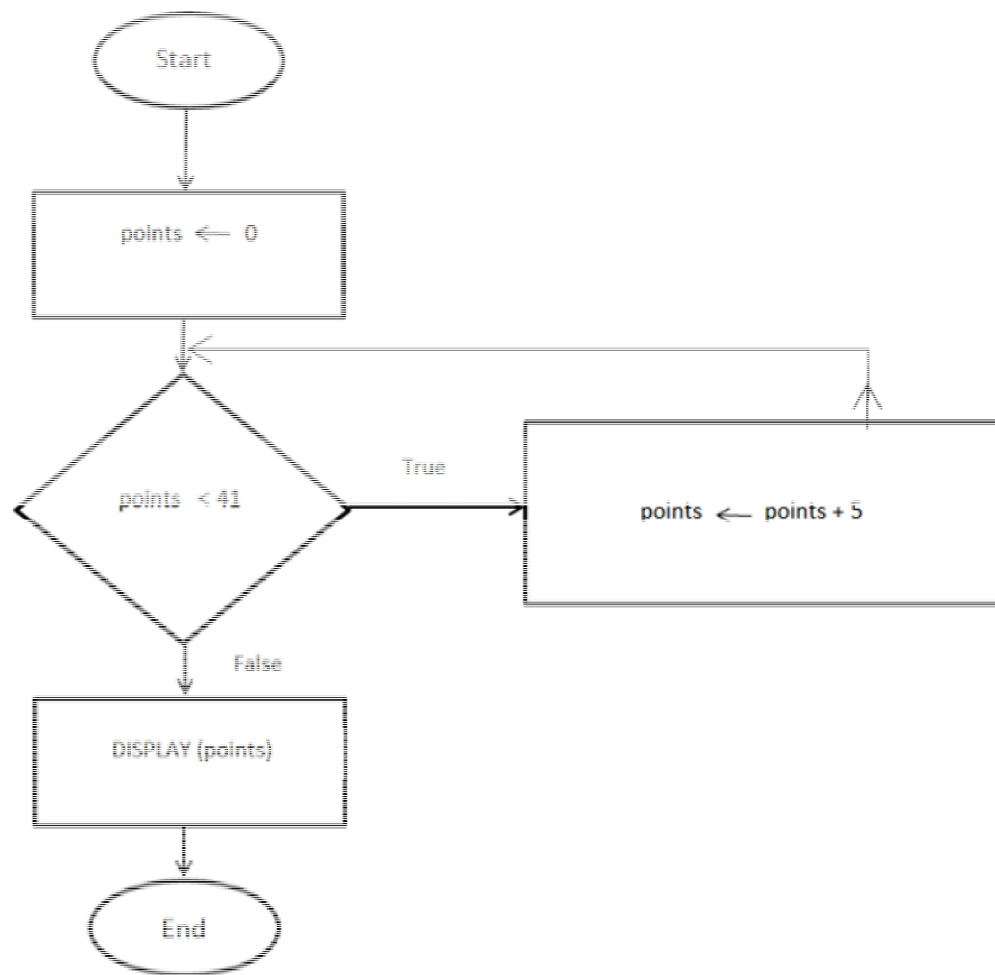 Start
points ← 0
points < 41
True
points ← points + 5
False
DISPLAY (points)
End